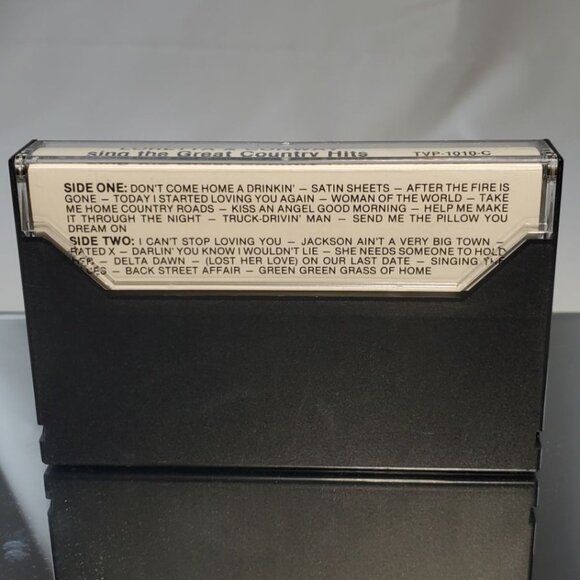 sing the Great Country Hits TVP-1010-C
SIDE ONE: DON'T COME HOME A DRINKIN' – SATIN SHEETS – AFTER THE FIRE IS
GONE – TODAY I STARTED LOVING YOU AGAIN – WOMAN OF THE WORLD – TAKE
ME HOME COUNTRY ROADS – KISS AN ANGEL GOOD MORNING – HELP ME MAKE
IT THROUGH THE NIGHT – TRUCK-DRIVIN' MAN – SEND ME THE PILLOW YOU
DREAM ON
SIDE TWO: I CAN'T STOP LOVING YOU – JACKSON AIN'T A VERY BIG TOWN –
RATED X – DARLIN' YOU KNOW I WOULDN'T LIE – SHE NEEDS SOMEONE TO HOLD
– DELTA DAWN – (LOST HER LOVE) ON OUR LAST DATE – SINGING THE
– BACK STREET AFFAIR – GREEN GREEN GRASS OF HOME